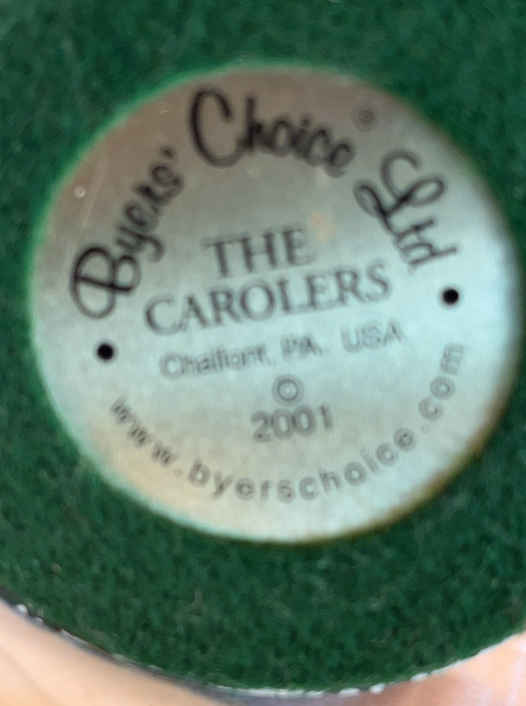 Byers' Choice® Ltd
THE
CAROLERS
Chalfont, PA. USA
©
2001
www.byerschoice.com